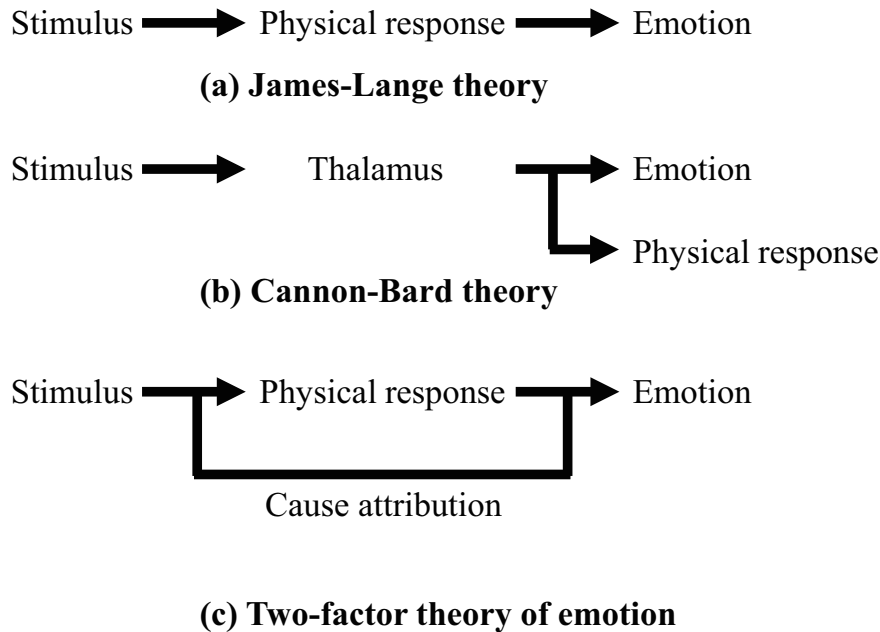 Stimulus Physical response Emotion
(a) James-Lange theory
Stimulus Thalamus Emotion
Physical response
(b) Cannon-Bard theory
Stimulus Physical response Emotion
Cause attribution
(c) Two-factor theory of emotion